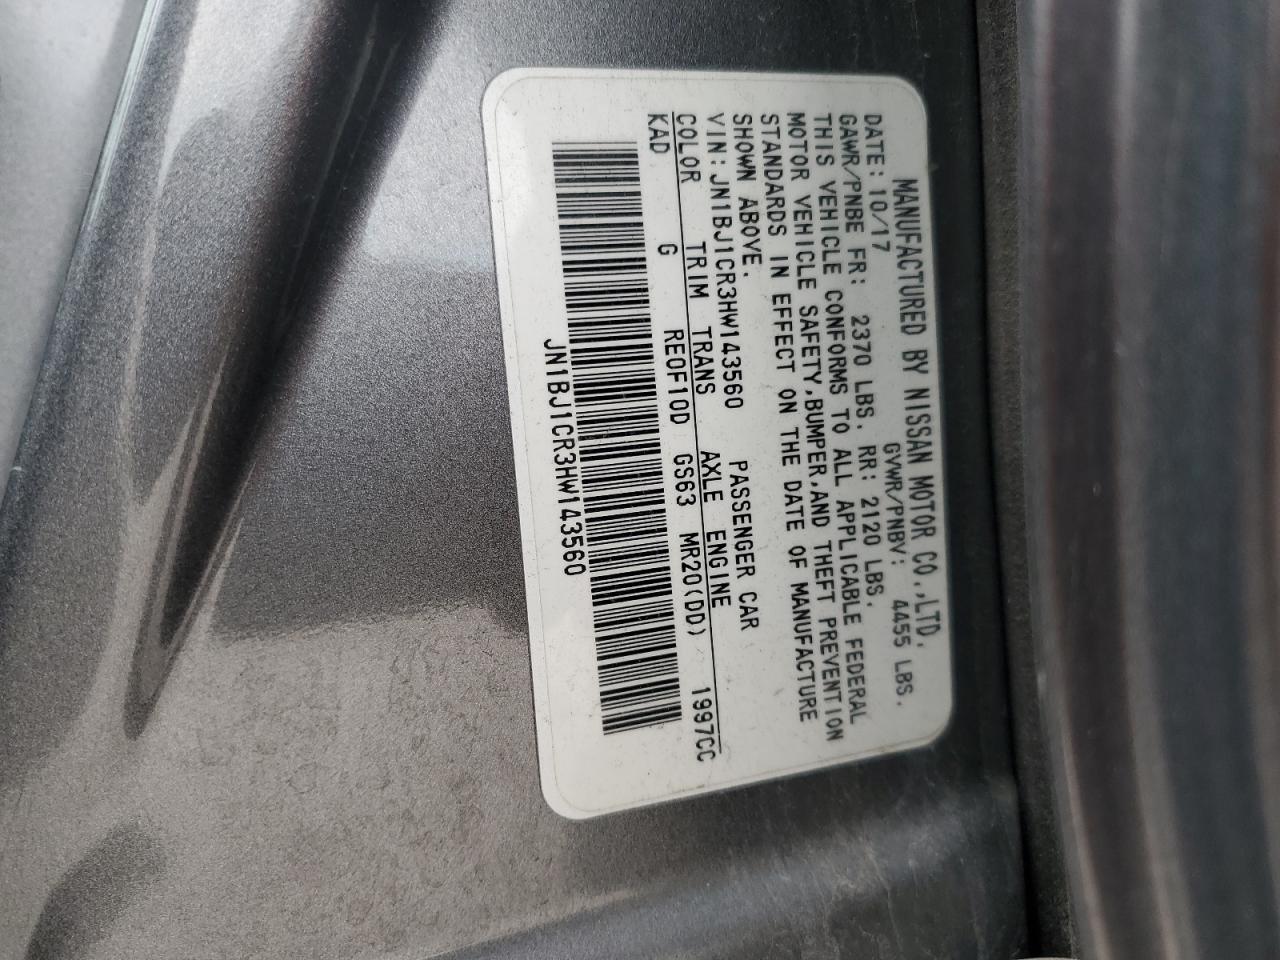 MANUFACTURED BY NISSAN MOTOR CO.,LTD.
DATE: 10/17 GVWR/PNBV: 4455 LBS.
GAWR/PNBE FR: 2370 LBS. RR: 2120 LBS.
THIS VEHICLE CONFORMS TO ALL APPLICABLE FEDERAL
MOTOR VEHICLE SAFETY,BUMPER,AND THEFT PREVENTION
STANDARDS IN EFFECT ON THE DATE OF MANUFACTURE
SHOWN ABOVE.
VIN: JN1BJ1CR3HW143560 PASSENGER CAR
COLOR TRIM TRANS AXLE ENGINE
KAD G RE0F10D GS63 MR20(DD) 1997CC
JN1BJ1CR3HW143560